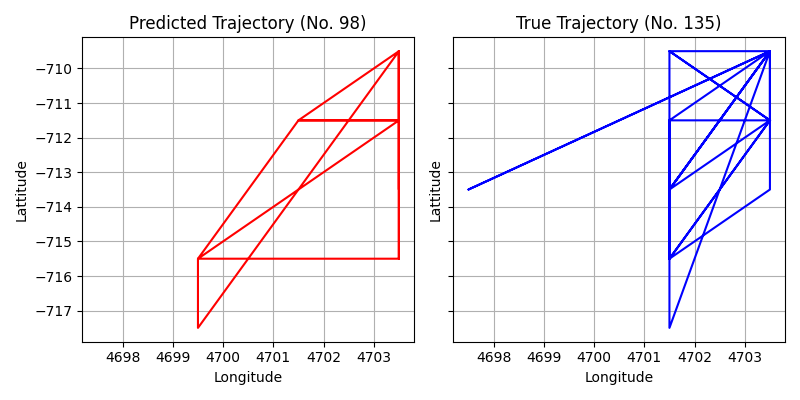 Predicted Trajectory (No. 98)
True Trajectory (No. 135)
Lattitude
−710
−711
−712
−713
−714
−715
−716
−717
4698 4699 4700 4701 4702 4703
Longitude
Lattitude
4698 4699 4700 4701 4702 4703
Longitude